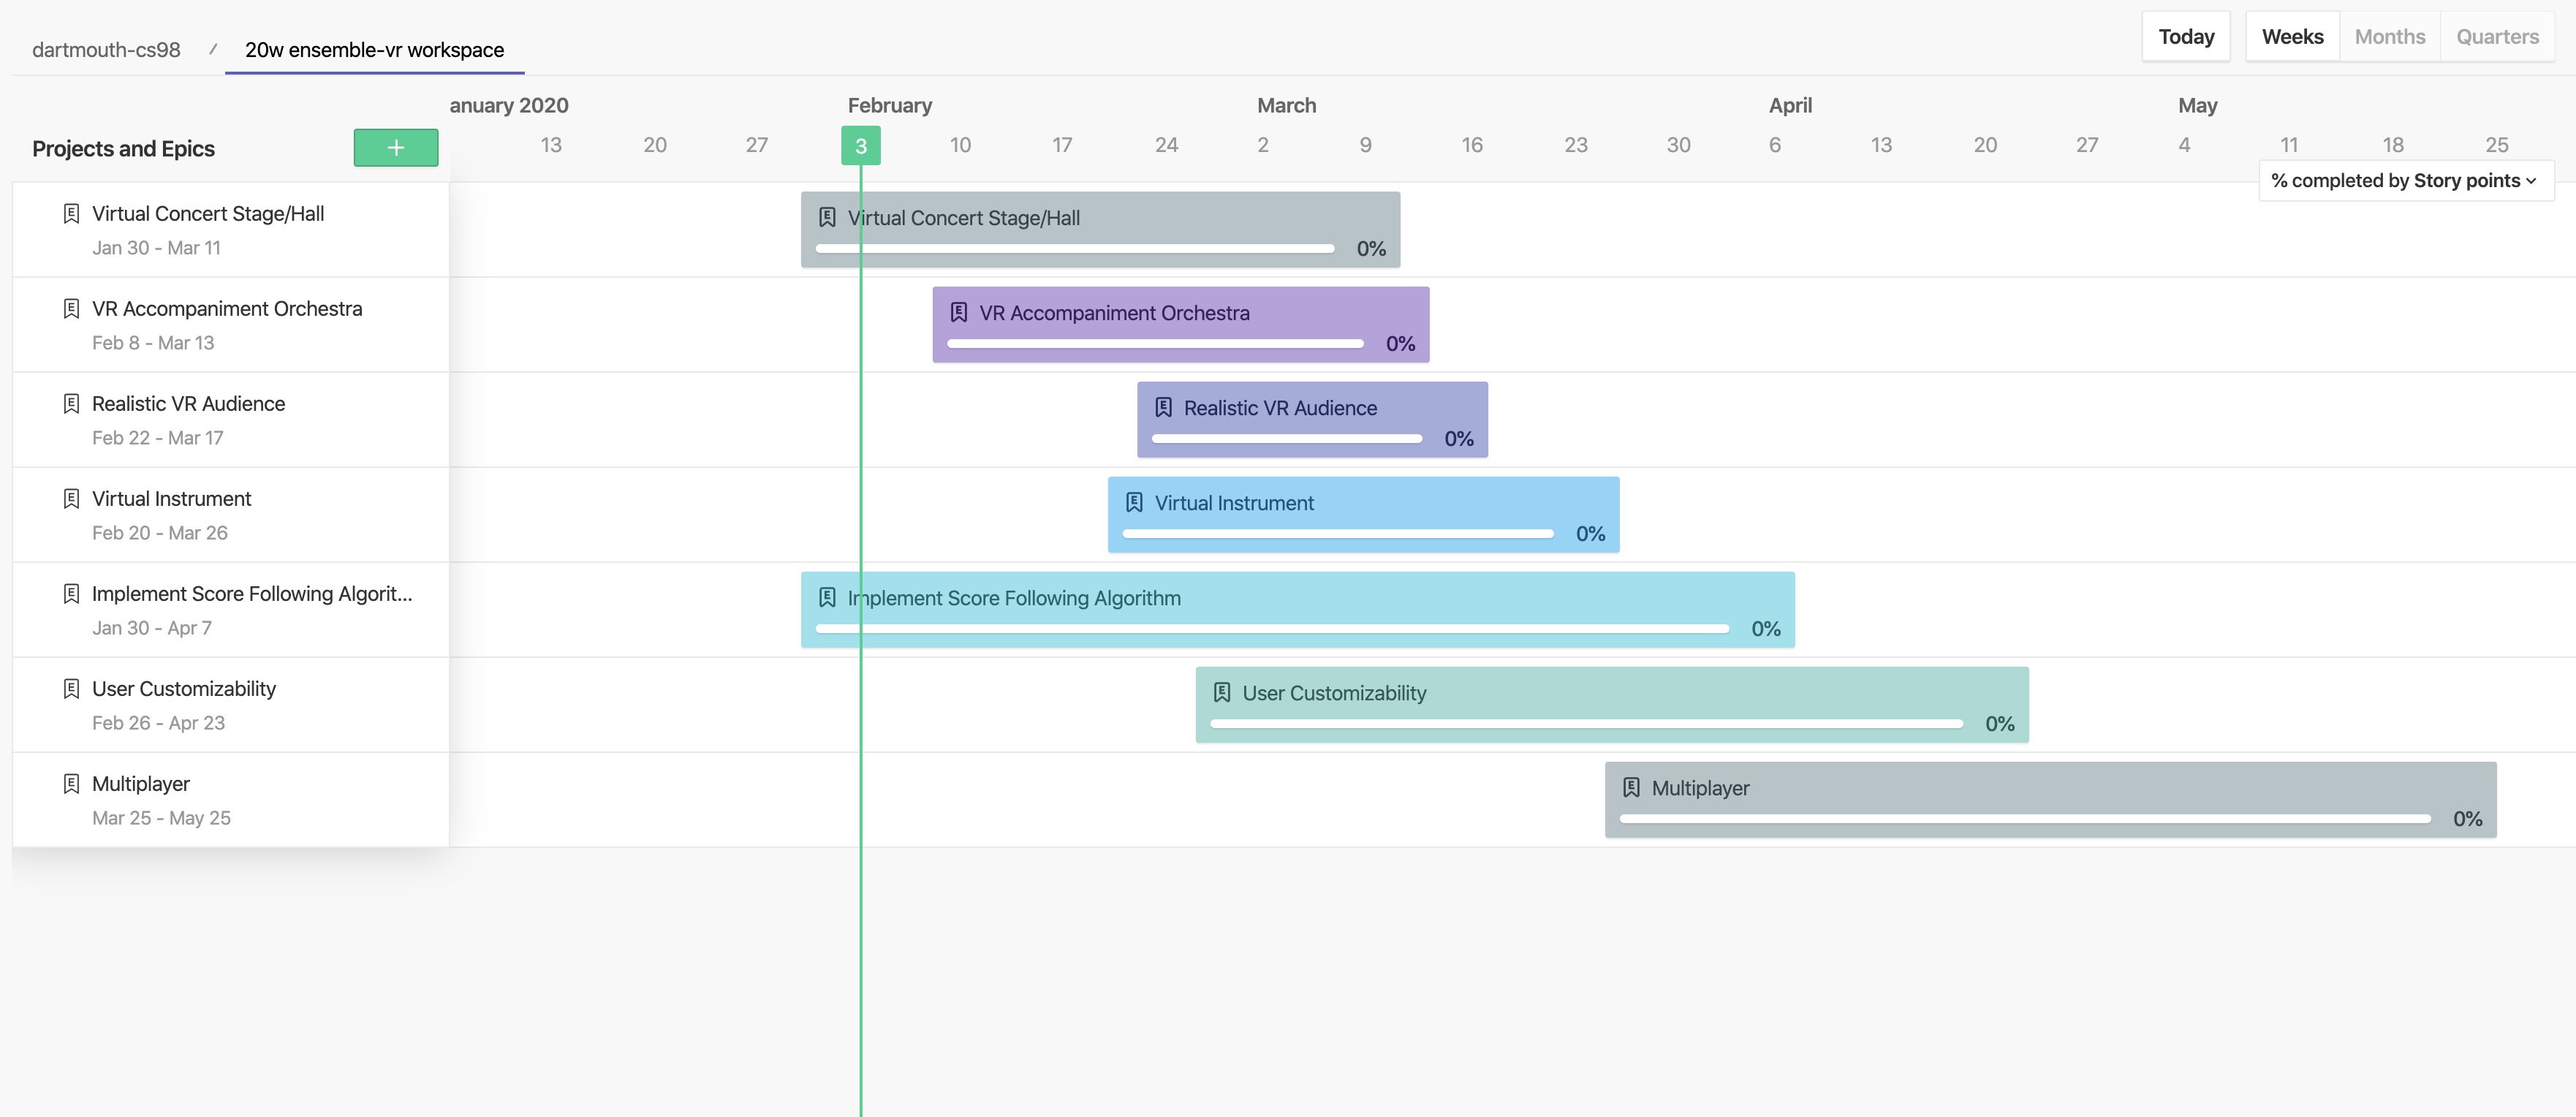 dartmouth-cs98 / 20w ensemble-vr workspace
Today Weeks Months Quarters
anuary 2020 February March April May
Projects and Epics +
13 20 27 3 10 17 24 2 9 16 23 30 6 13 20 27 4 11 18 25
% completed by Story points
Virtual Concert Stage/Hall
Jan 30 - Mar 11
Virtual Concert Stage/Hall
0%
VR Accompaniment Orchestra
Feb 8 - Mar 13
VR Accompaniment Orchestra
0%
Realistic VR Audience
Feb 22 - Mar 17
Realistic VR Audience
0%
Virtual Instrument
Feb 20 - Mar 26
Virtual Instrument
0%
Implement Score Following Algorit...
Jan 30 - Apr 7
Implement Score Following Algorithm
0%
User Customizability
Feb 26 - Apr 23
User Customizability
0%
Multiplayer
Mar 25 - May 25
Multiplayer
0%